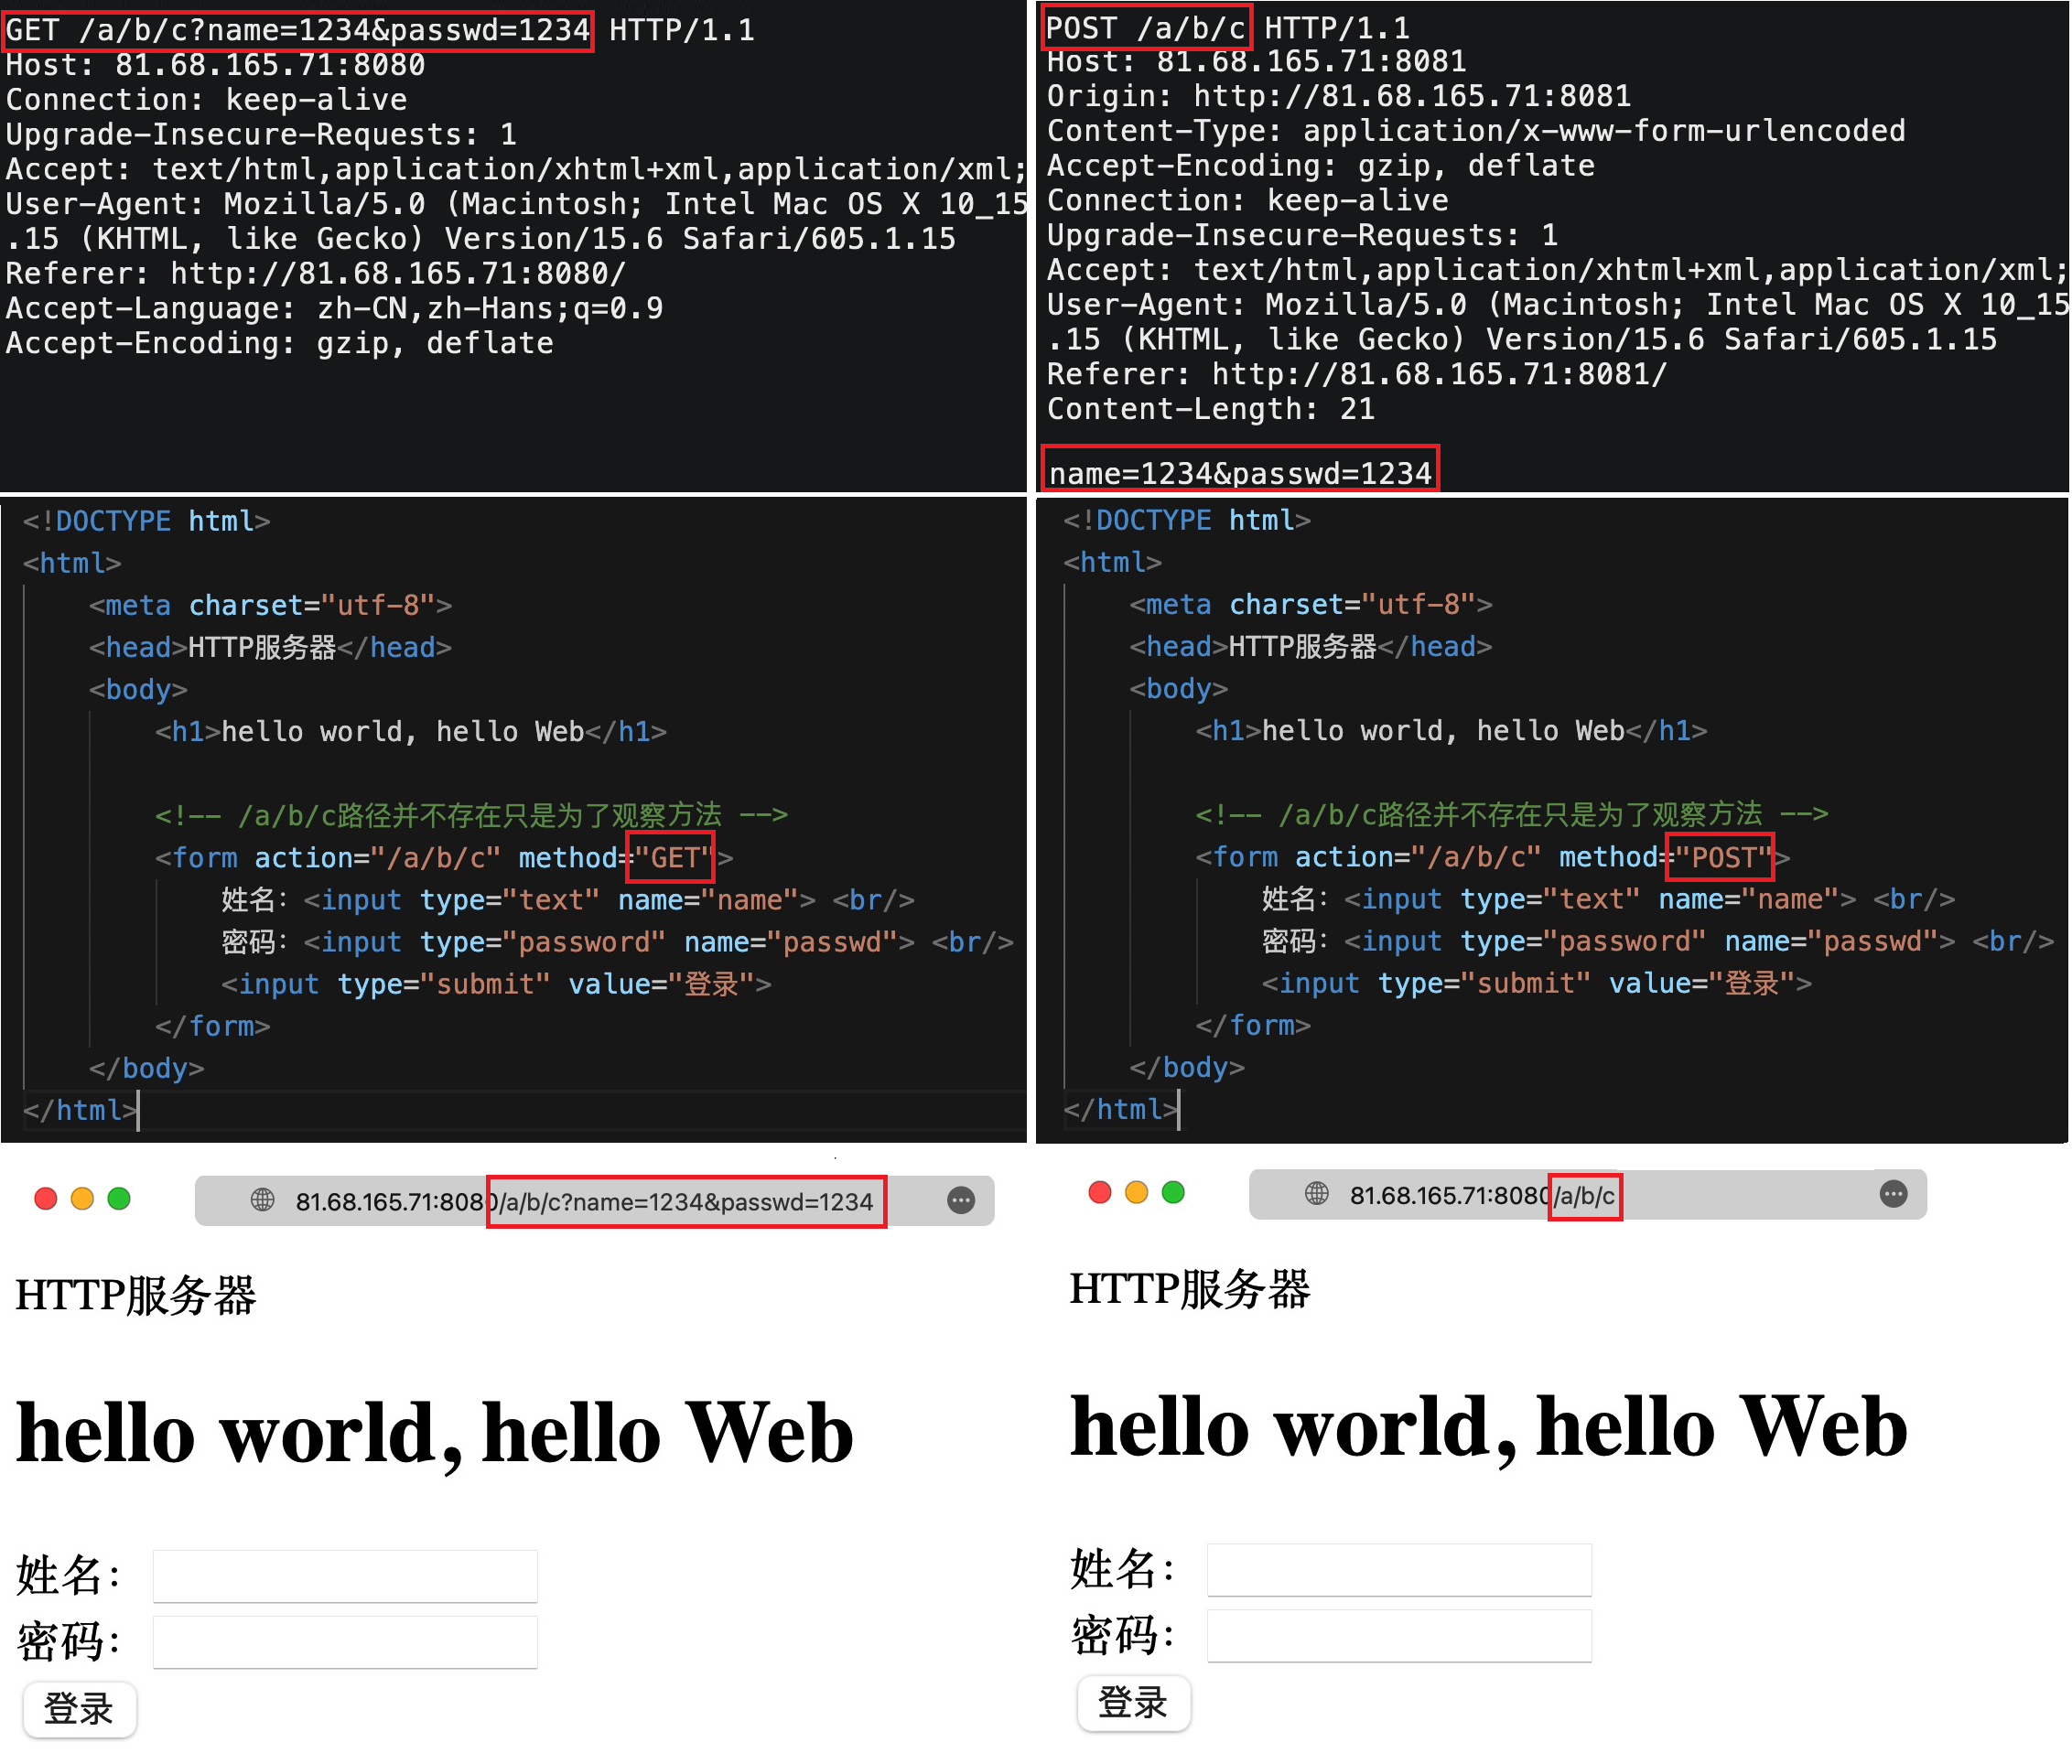 GET /a/b/c?name=1234&passwd=1234 HTTP/1.1
Host: 81.68.165.71:8080
Connection: keep-alive
Upgrade-Insecure-Requests: 1
Accept: text/html,application/xhtml+xml,application/xml;
User-Agent: Mozilla/5.0 (Macintosh; Intel Mac OS X 10_15
.15 (KHTML, like Gecko) Version/15.6 Safari/605.1.15
Referer: http://81.68.165.71:8080/
Accept-Language: zh-CN,zh-Hans;q=0.9
Accept-Encoding: gzip, deflate
POST /a/b/c HTTP/1.1
Host: 81.68.165.71:8081
Origin: http://81.68.165.71:8081
Content-Type: application/x-www-form-urlencoded
Accept-Encoding: gzip, deflate
Connection: keep-alive
Upgrade-Insecure-Requests: 1
Accept: text/html,application/xhtml+xml,application/xml;
User-Agent: Mozilla/5.0 (Macintosh; Intel Mac OS X 10_15
.15 (KHTML, like Gecko) Version/15.6 Safari/605.1.15
Referer: http://81.68.165.71:8081/
Content-Length: 21
name=1234&passwd=1234
<!DOCTYPE html>
<html>
<meta charset="utf-8">
<head>HTTP服务器</head>
<body>
<h1>hello world, hello Web</h1>
<!-- /a/b/c路径并不存在只是为了观察方法 -->
<form action="/a/b/c" method="GET">
姓名: <input type="text" name="name"> <br/>
密码: <input type="password" name="passwd"> <br/>
<input type="submit" value="登录">
</form>
</body>
</html>
<!DOCTYPE html>
<html>
<meta charset="utf-8">
<head>HTTP服务器</head>
<body>
<h1>hello world, hello Web</h1>
<!-- /a/b/c路径并不存在只是为了观察方法 -->
<form action="/a/b/c" method="POST">
姓名: <input type="text" name="name"> <br/>
密码: <input type="password" name="passwd"> <br/>
<input type="submit" value="登录">
</form>
</body>
</html>
81.68.165.71:8080/a/b/c?name=1234&passwd=1234
HTTP服务器
hello world, hello Web
姓名:
密码:
登录
81.68.165.71:8080/a/b/c
HTTP服务器
hello world, hello Web
姓名:
密码:
登录